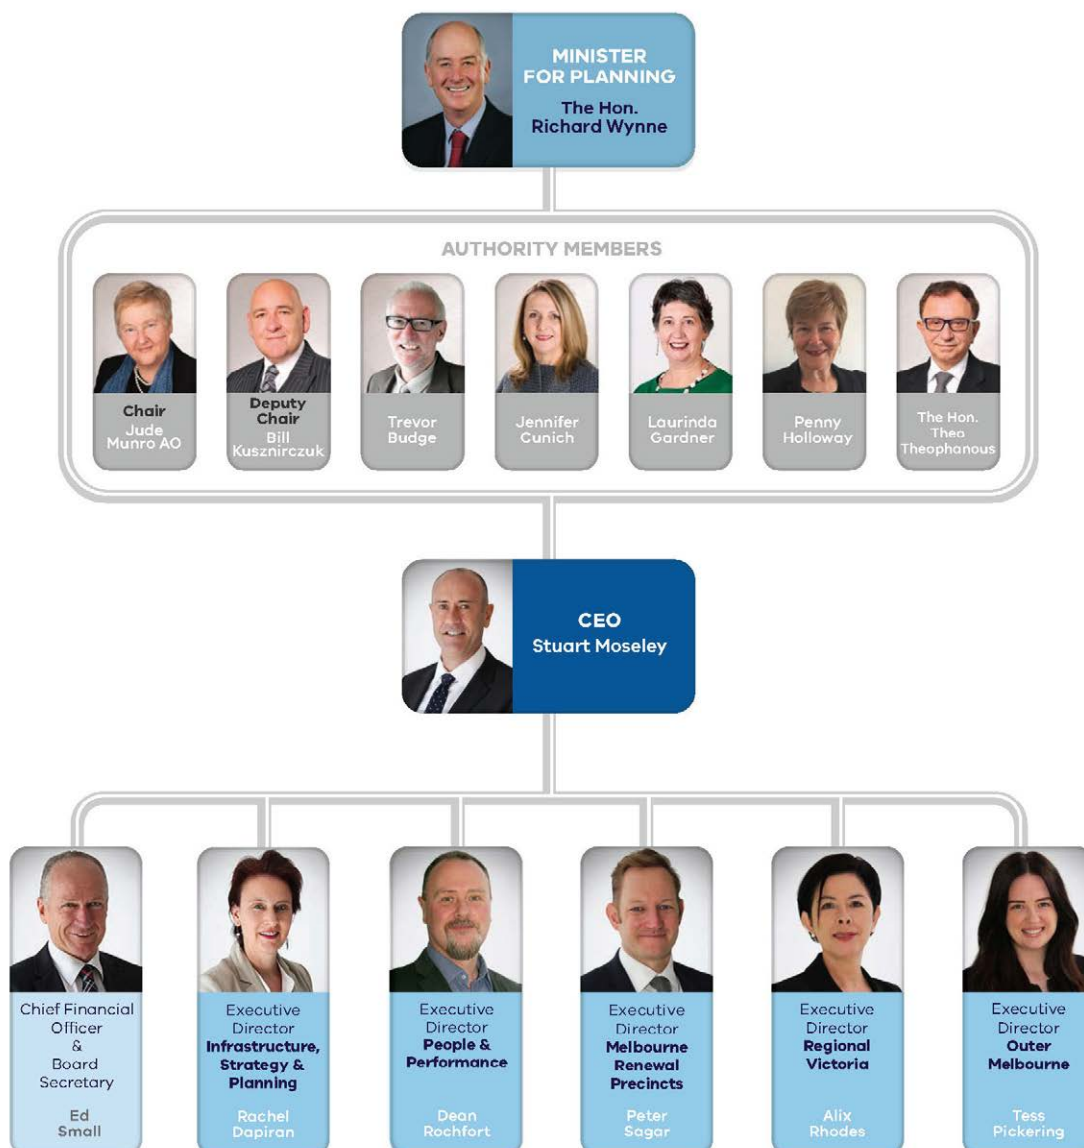 MINISTER
FOR PLANNING
The Hon.
Richard Wynne
AUTHORITY MEMBERS
Chair
Jude
Munro AO
Deputy
Chair
Bill
Kusznirczuk
Trevor
Budge
Jennifer
Cunich
Laurinda
Gardner
Penny
Holloway
The Hon.
Theo
Theophanous
CEO
Stuart Moseley
Chief Financial
Officer
&
Board
Secretary
Ed
Small
Executive
Director
Infrastructure,
Strategy &
Planning
Rachel
Dapiran
Executive
Director
People &
Performance
Dean
Rochfort
Executive
Director
Melbourne
Renewal
Precincts
Peter
Sagar
Executive
Director
Regional
Victoria
Alix
Rhodes
Executive
Director
Outer
Melbourne
Tess
Pickering